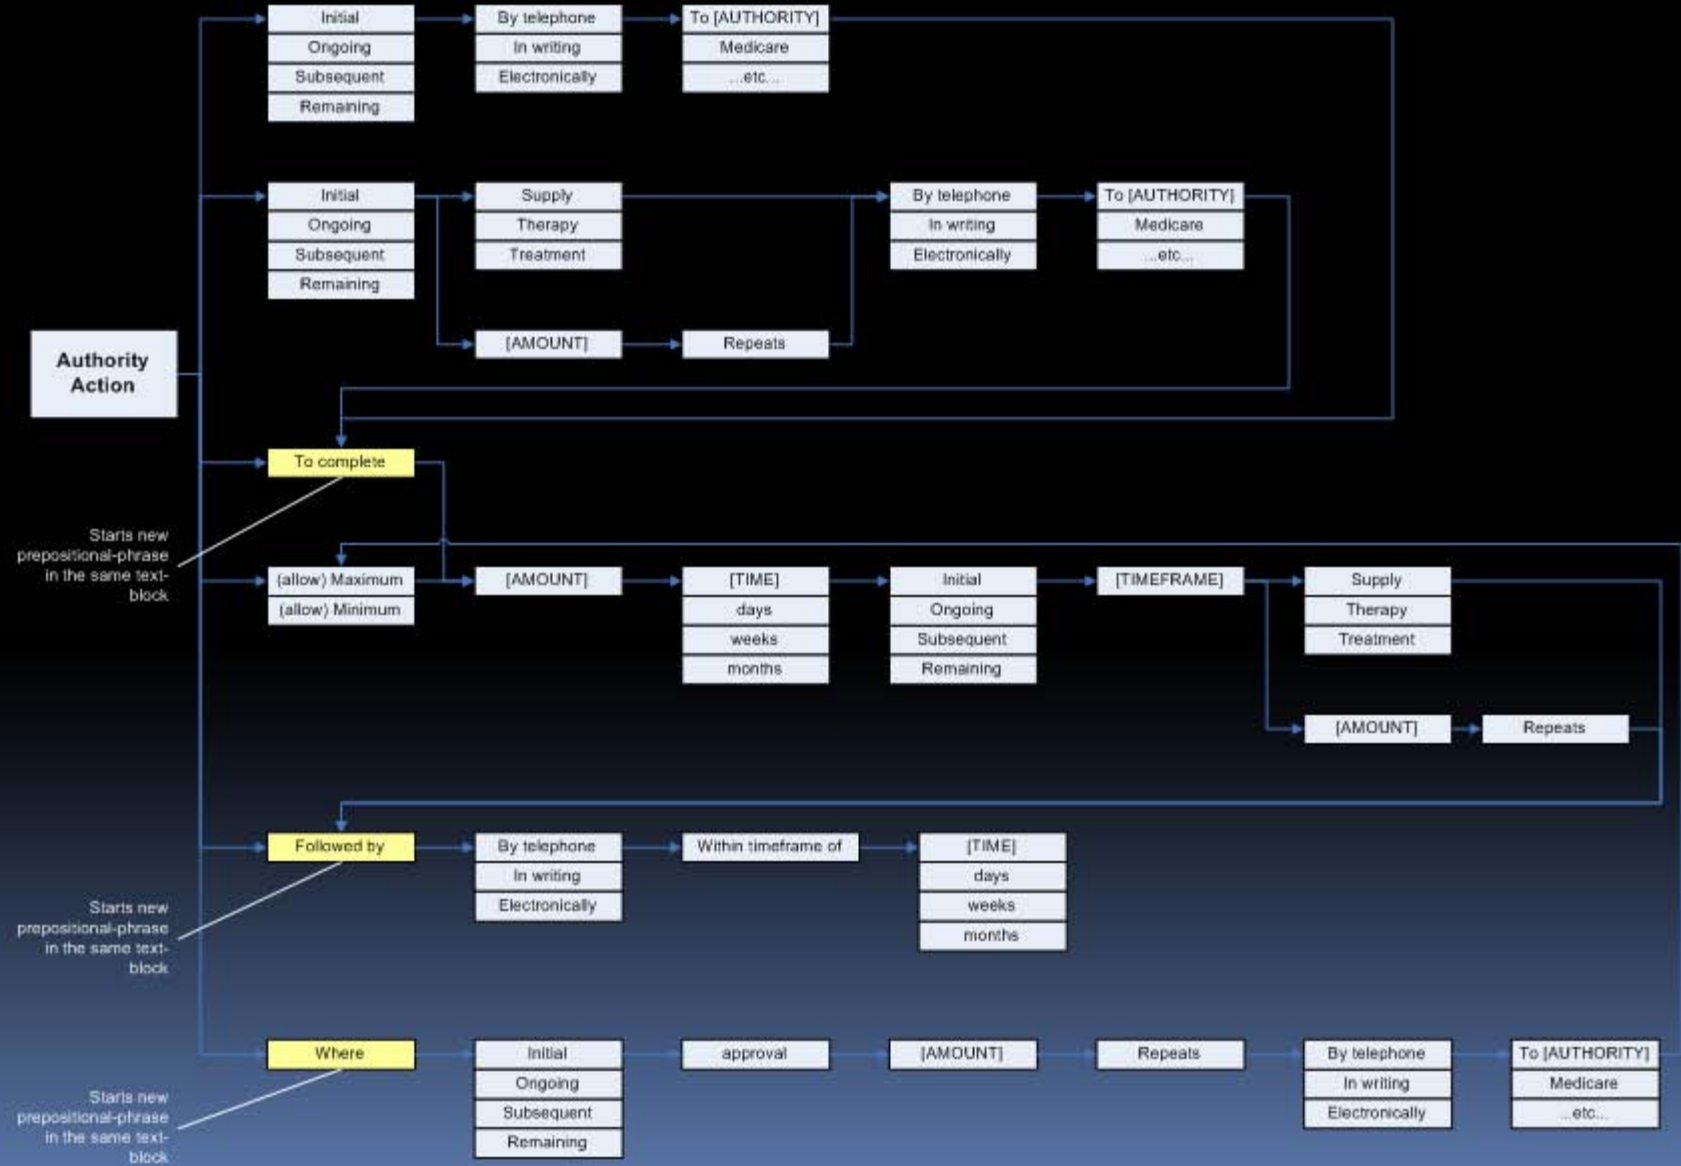 Initial
Ongoing
Subsequent
Remaining
By telephone
In writing
Electronically
To [AUTHORITY]
Medicare
...etc...
Initial
Ongoing
Subsequent
Remaining
Supply
Therapy
Treatment
[AMOUNT]
Repeats
By telephone
In writing
Electronically
To [AUTHORITY]
Medicare
...etc...
Authority
Action
To complete
Starts new
prepositional-phrase
in the same text-
block
(allow) Maximum
(allow) Minimum
[AMOUNT]
[TIME]
days
weeks
months
Initial
Ongoing
Subsequent
Remaining
[TIMEFRAME]
Supply
Therapy
Treatment
[AMOUNT]
Repeats
Followed by
Starts new
prepositional-phrase
in the same text-
block
By telephone
In writing
Electronically
Within timeframe of
[TIME]
days
weeks
months
Where
Starts new
prepositional-phrase
in the same text-
block
Initial
Ongoing
Subsequent
Remaining
approval
[AMOUNT]
Repeats
By telephone
In writing
Electronically
To [AUTHORITY]
Medicare
...etc...